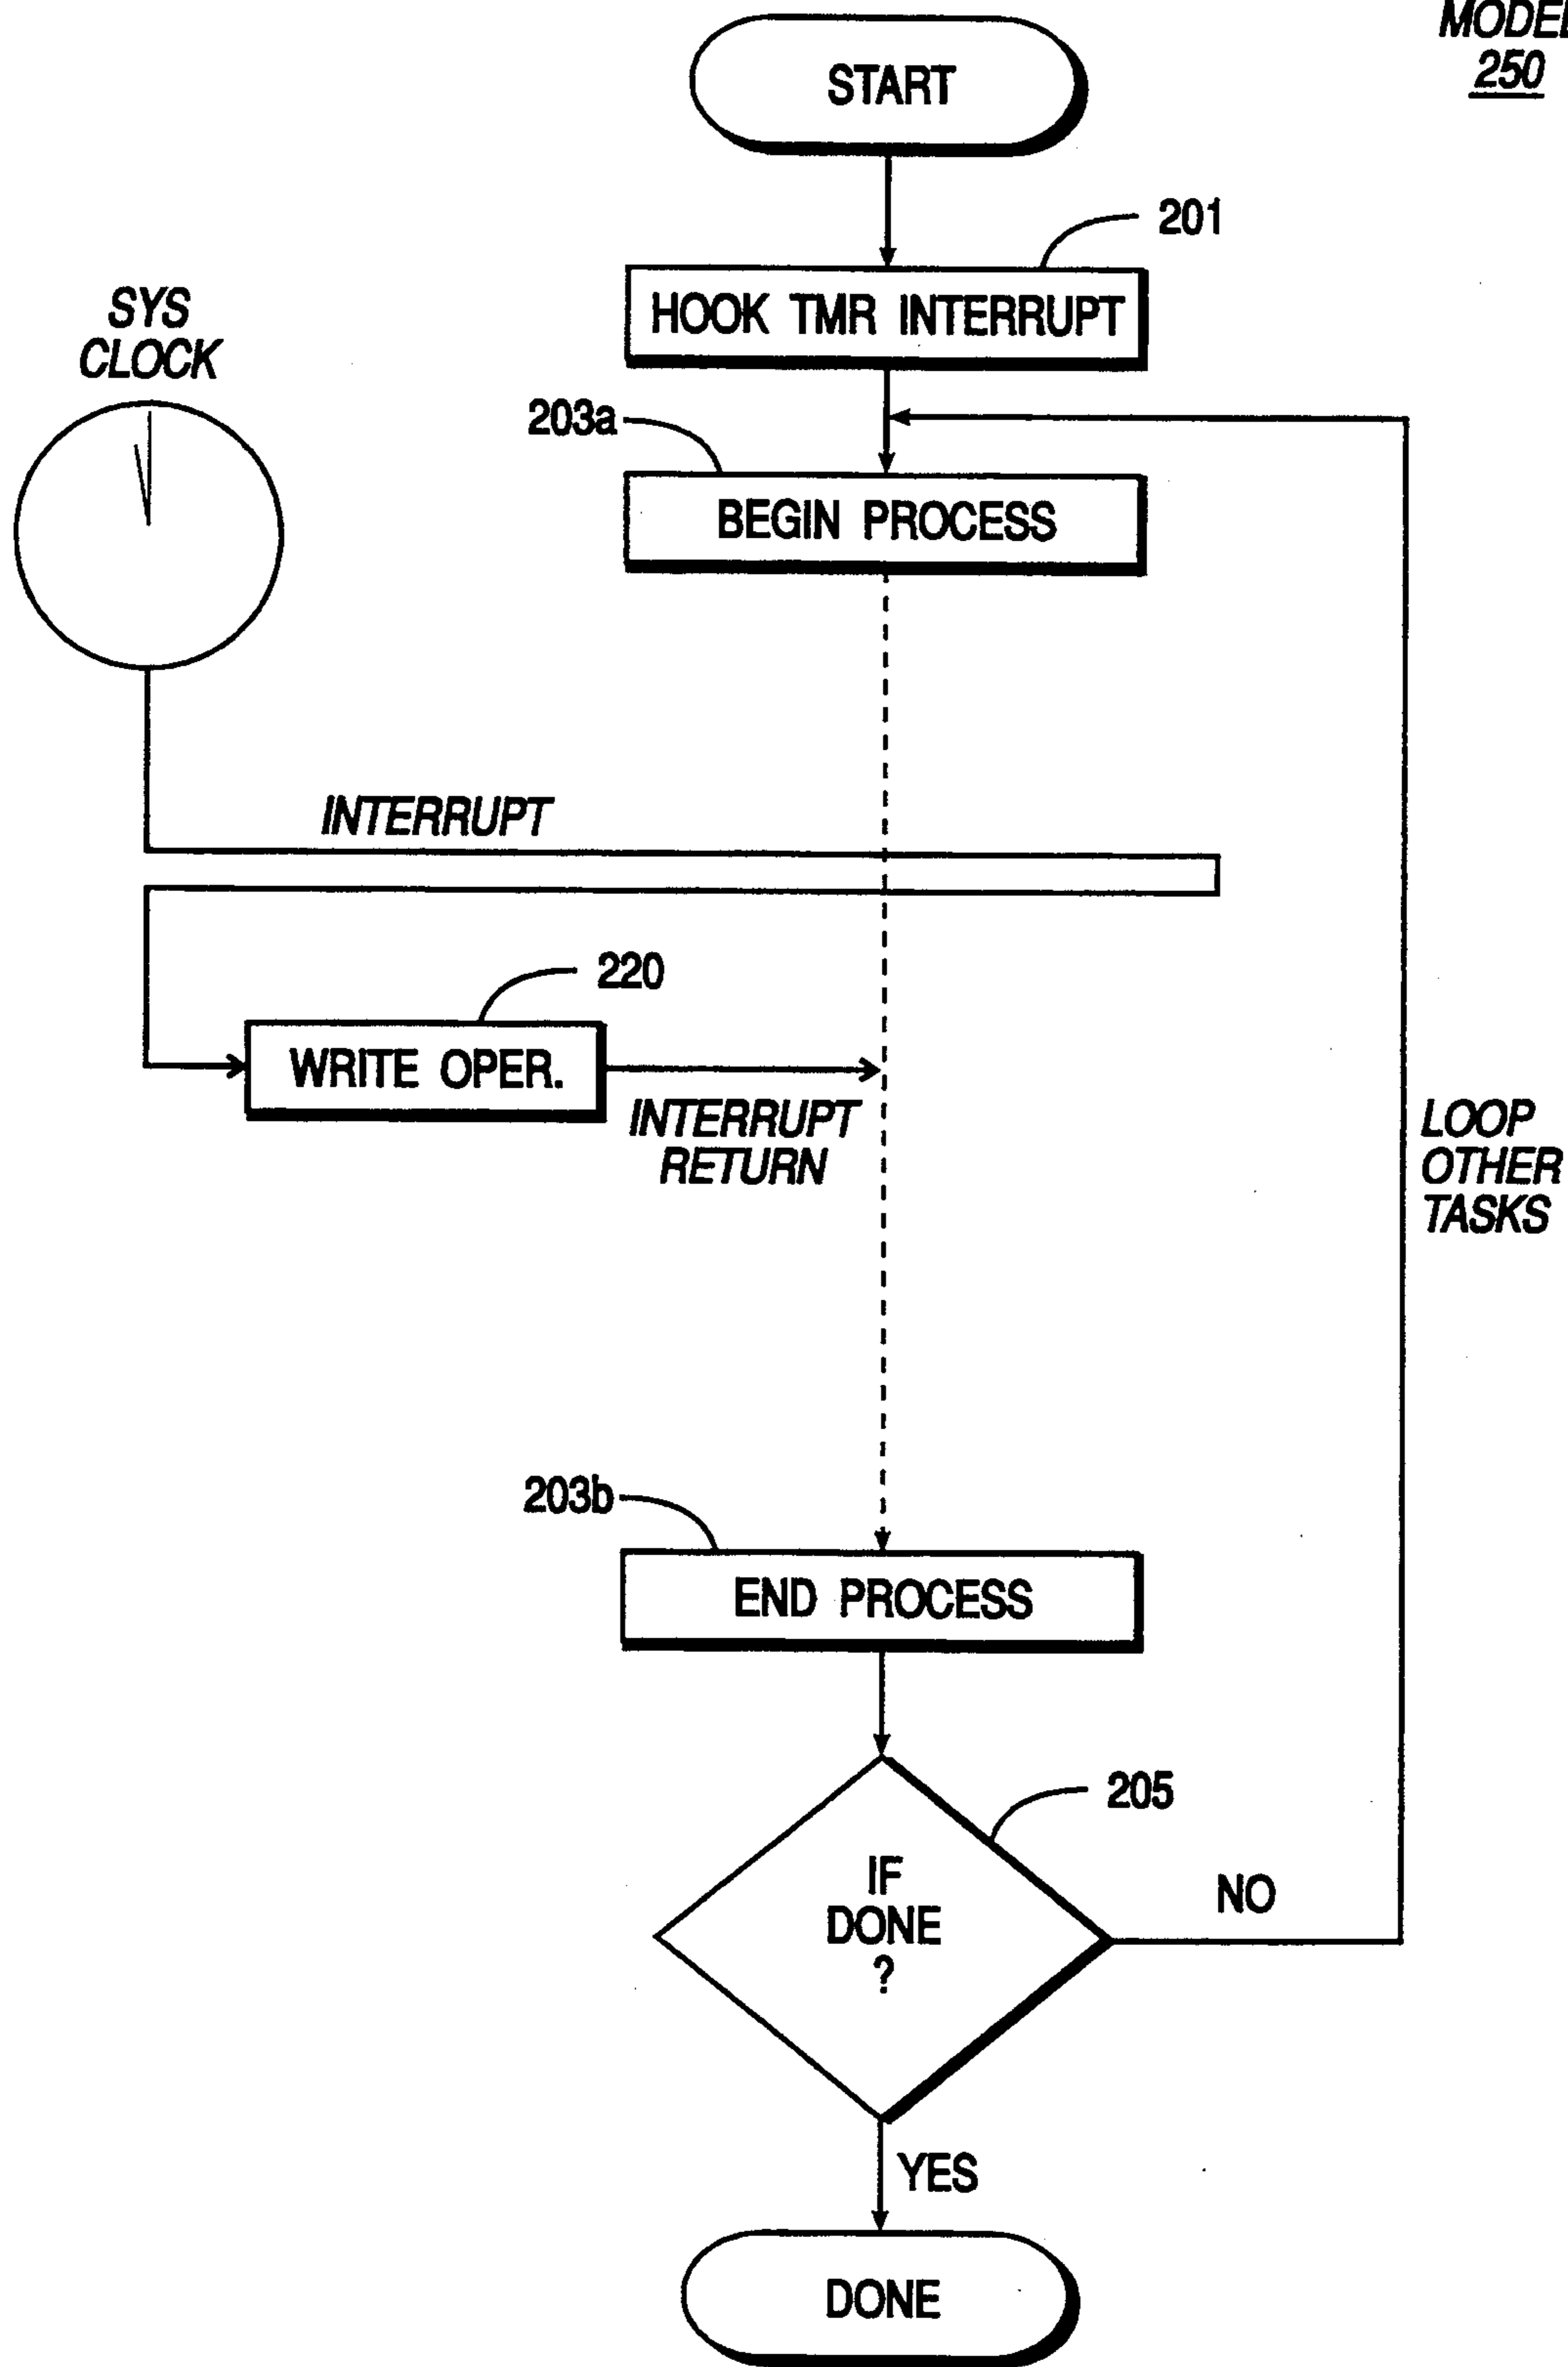 MODEL
250
START
201
HOOK TMR INTERRUPT
SYS
CLOCK
203a
BEGIN PROCESS
INTERRUPT
220
WRITE OPER.
INTERRUPT
RETURN
LOOP
OTHER
TASKS
203b
END PROCESS
205
IF
DONE
?
NO
YES
DONE